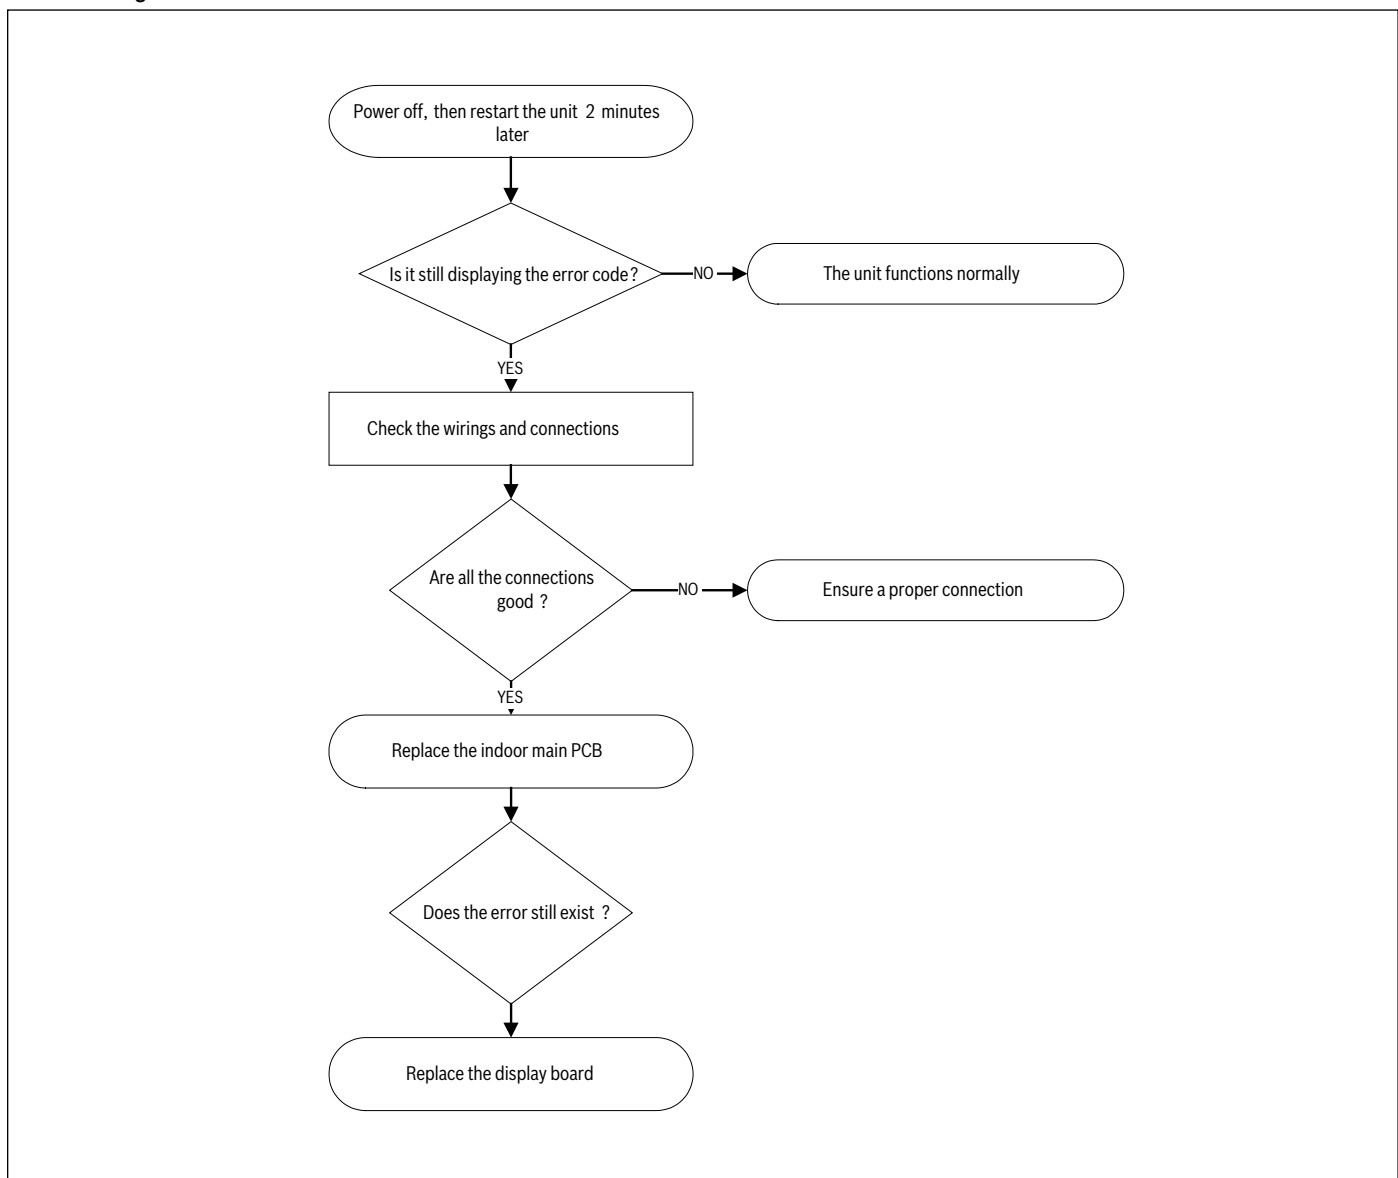 Power off, then restart the unit 2 minutes
later
Is it still displaying the error code?
NO
The unit functions normally
YES
Check the wirings and connections
Are all the connections
good ?
NO
Ensure a proper connection
YES
Replace the indoor main PCB
Does the error still exist ?
Replace the display board